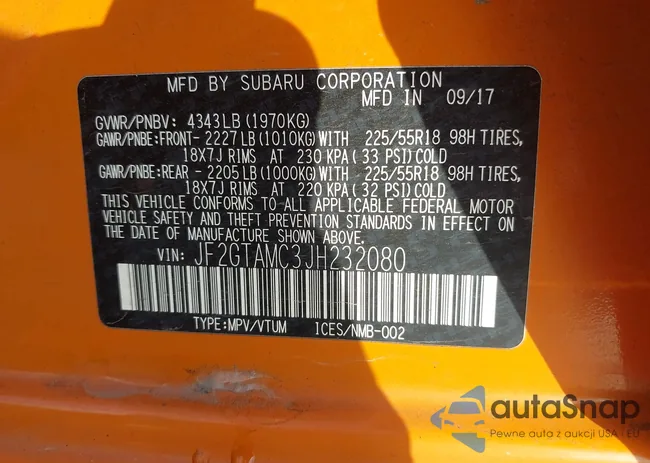 MFD BY SUBARU CORPORATION
MFD IN 09/17
GVWR/PNBV: 4343LB (1970KG)
GAWR/PNBE:FRONT- 2227LB (1010KG) WITH 225/55R18 98H TIRES,
18X7J RIMS AT 230 KPA (33 PSI) COLD
GAWR/PNBE:REAR - 2205LB (1000KG) WITH 225/55R18 98H TIRES,
18X7J RIMS AT 220 KPA (32 PSI) COLD
THIS VEHICLE CONFORMS TO ALL APPLICABLE FEDERAL MOTOR
VEHICLE SAFETY AND THEFT PREVENTION STANDARDS IN EFFECT
ON THE DATE OF MANUFACTURE SHOWN ABOVE.
VIN: JF2GTAMC3JH232080
TYPE:MPV/VTUM ICES/NMB-002
autaSnap
Pewne auta z aukcji USA - EU